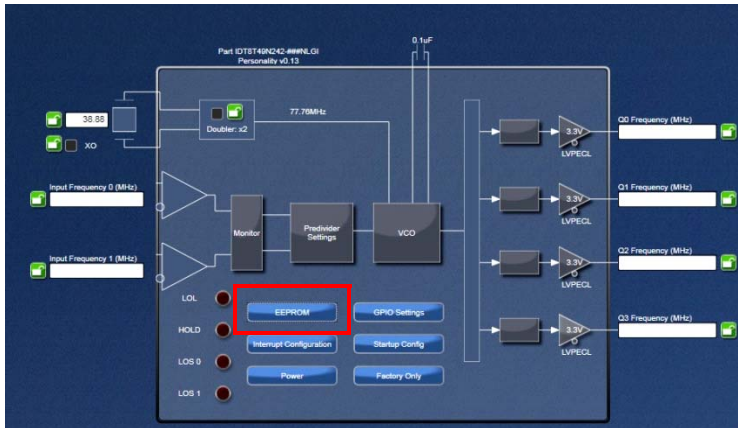 Part IDT8T49N242-###NLGI
Personality v0.13
0.1uF
38.88
XO
Doubler: x2
77.76MHz
Q0 Frequency (MHz)
3.3V
LVPECL
Input Frequency 0 (MHz)
Q1 Frequency (MHz)
3.3V
LVPECL
Monitor
Predivider
Settings
VCO
Input Frequency 1 (MHz)
Q2 Frequency (MHz)
3.3V
LVPECL
LOL
EEPROM
GPIO Settings
Q3 Frequency (MHz)
HOLD
3.3V
Interrupt Configuration
Startup Config
LVPECL
LOS 0
Power
Factory Only
LOS 1